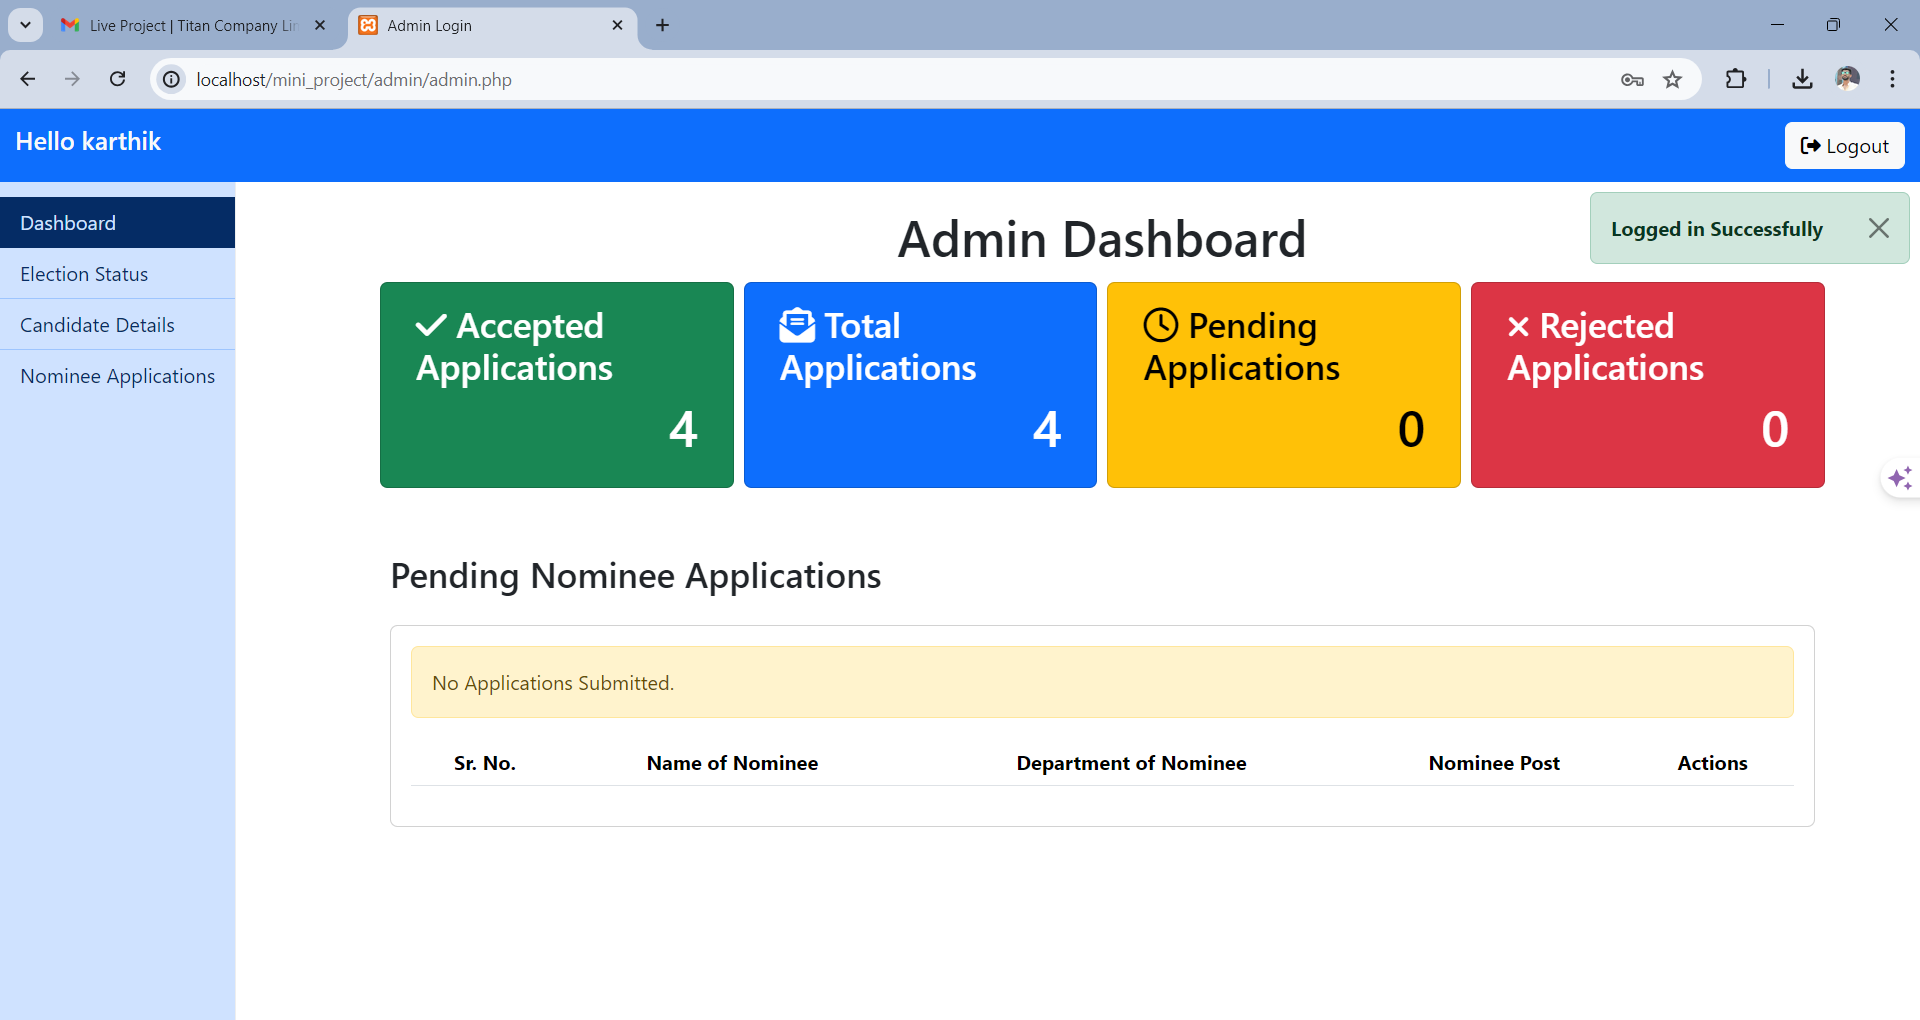 Live Project | Titan Company Lin
Admin Login
localhost/mini_project/admin/admin.php
Hello karthik
Logout
Dashboard
Election Status
Candidate Details
Nominee Applications
Admin Dashboard
Logged in Successfully
Accepted
Applications
4
Total
Applications
4
Pending
Applications
0
Rejected
Applications
0
Pending Nominee Applications
No Applications Submitted.
Sr. No. Name of Nominee Department of Nominee Nominee Post Actions